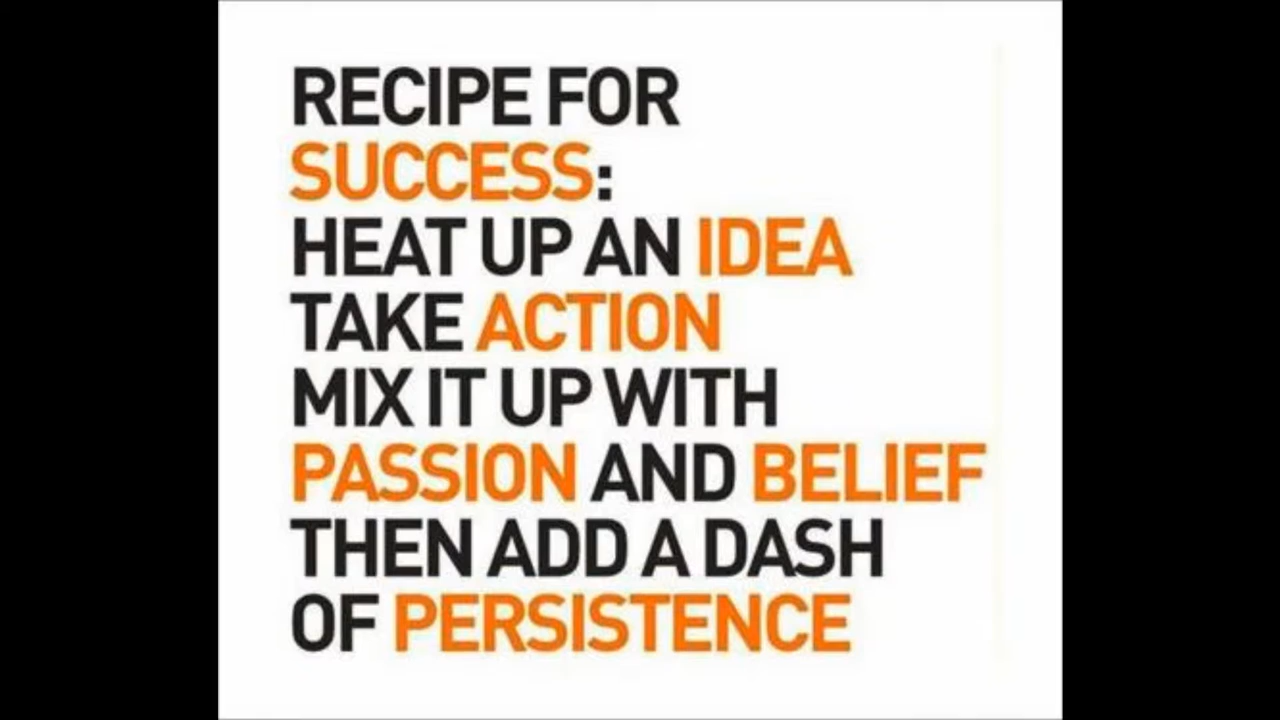 RECIPE FOR
SUCCESS:
HEAT UP AN IDEA
TAKE ACTION
MIX IT UP WITH
PASSION AND BELIEF
THEN ADD A DASH
OF PERSISTENCE